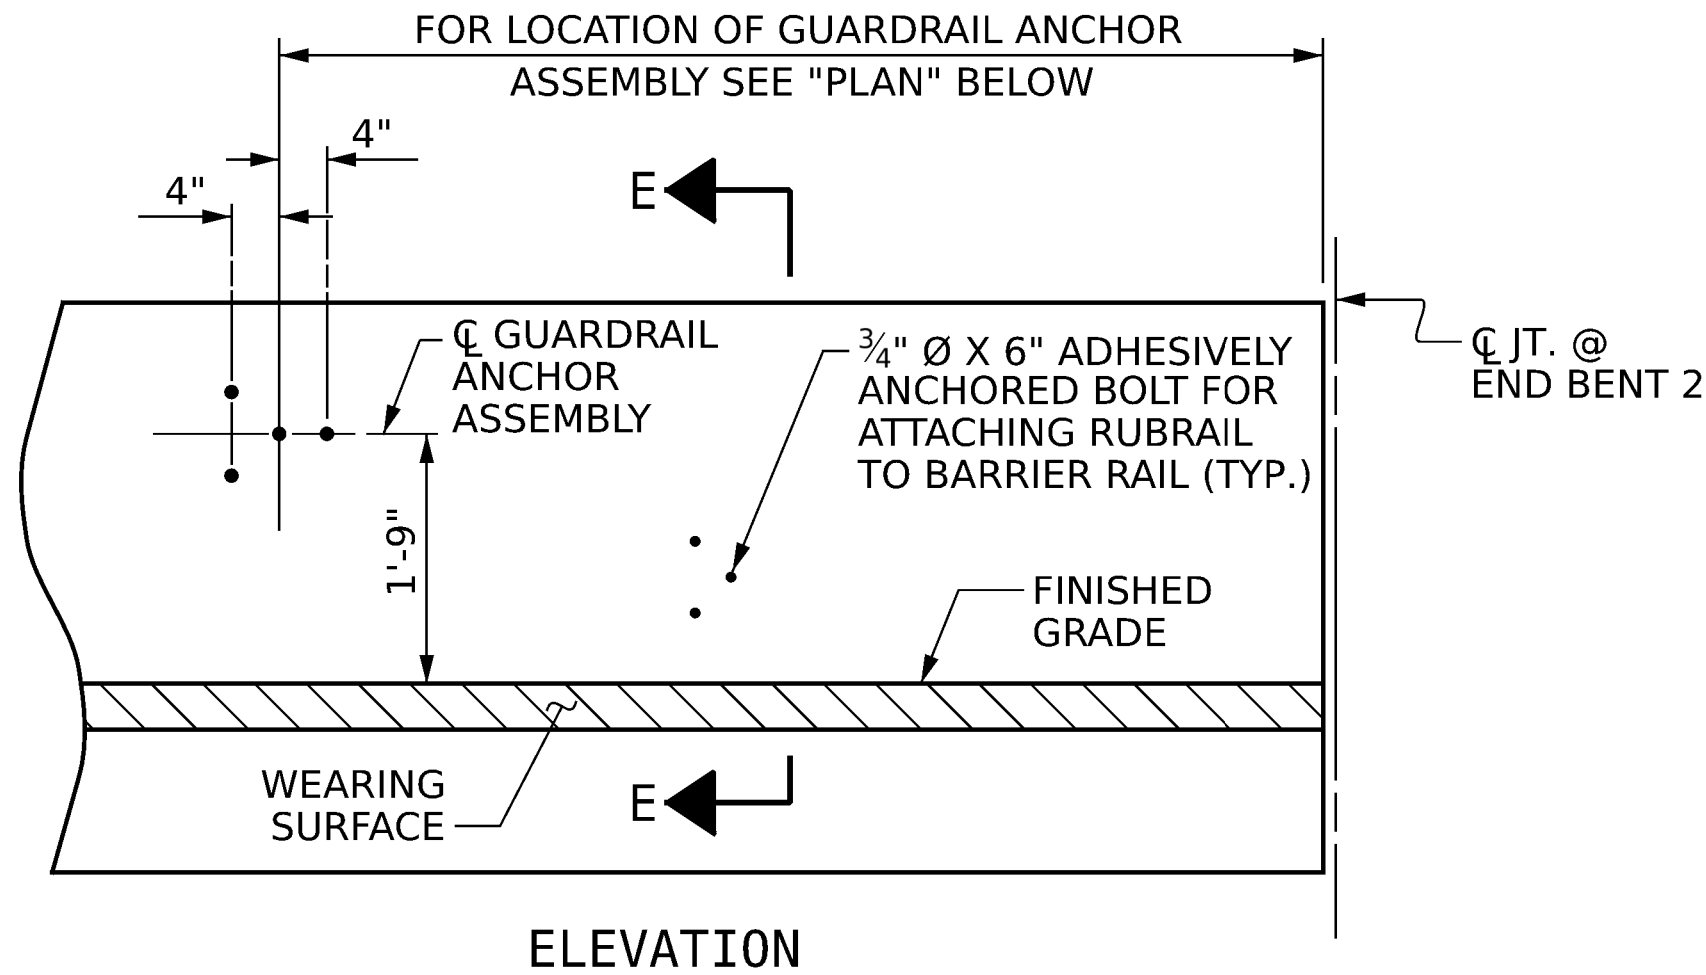 FOR LOCATION OF GUARDRAIL ANCHOR
ASSEMBLY SEE "PLAN" BELOW
4"
4"
E
℄ GUARDRAIL
ANCHOR
ASSEMBLY
¾" Ø X 6" ADHESIVELY
ANCHORED BOLT FOR
ATTACHING RUBRAIL
TO BARRIER RAIL (TYP.)
℄ JT. @
END BENT 2
1'-9"
FINISHED
GRADE
WEARING
SURFACE
E
ELEVATION